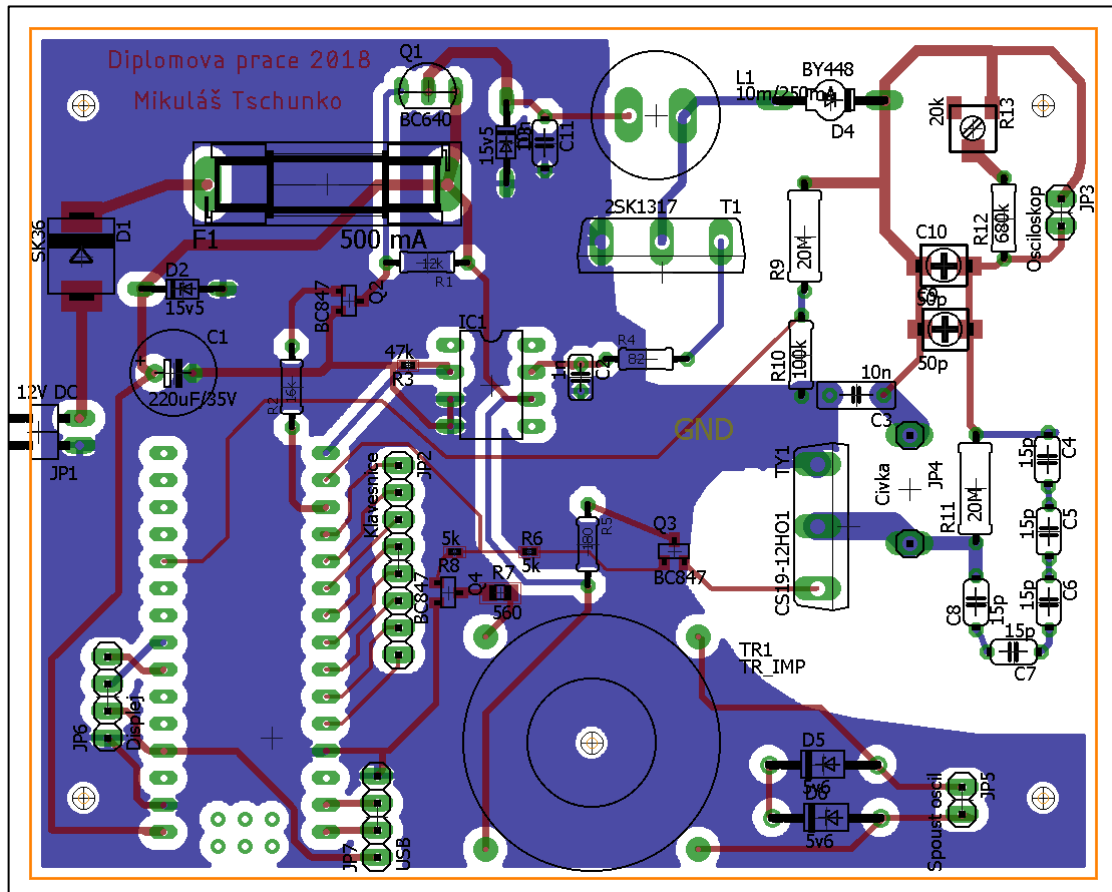 Diplomova prace 2018
Mikuláš Tschunko
Q1
BC640
15v5
C11
L1
10m/250mA
BY448
D4
20k
R13
JP3
Osciloskop
R12
680k
SK36
D1
F1
500 mA
2SK1317
T1
R9
20M
C10
50p
50p
D2
15v5
12k
R1
BC847
Q2
C1
+
220uF/35V
IC1
47k
R3
R4
82
1n
C2
R10
100k
10n
C3
R2
16k
12V DC
JP1
GND
JP2
Klavesnice
TY1
CS19-12HO1
Civka
JP4
R11
20M
15p
C4
15p
C5
15p
C6
C8
15p
15p
C7
5k
R6
5k
R5
180
Q3
BC847
R8
BC847
Q4
R7
560
TR1
TR_IMP
JP6
Displej
D5
5v6
D6
5v6
Spoust oscil
JP5
JP7
USB